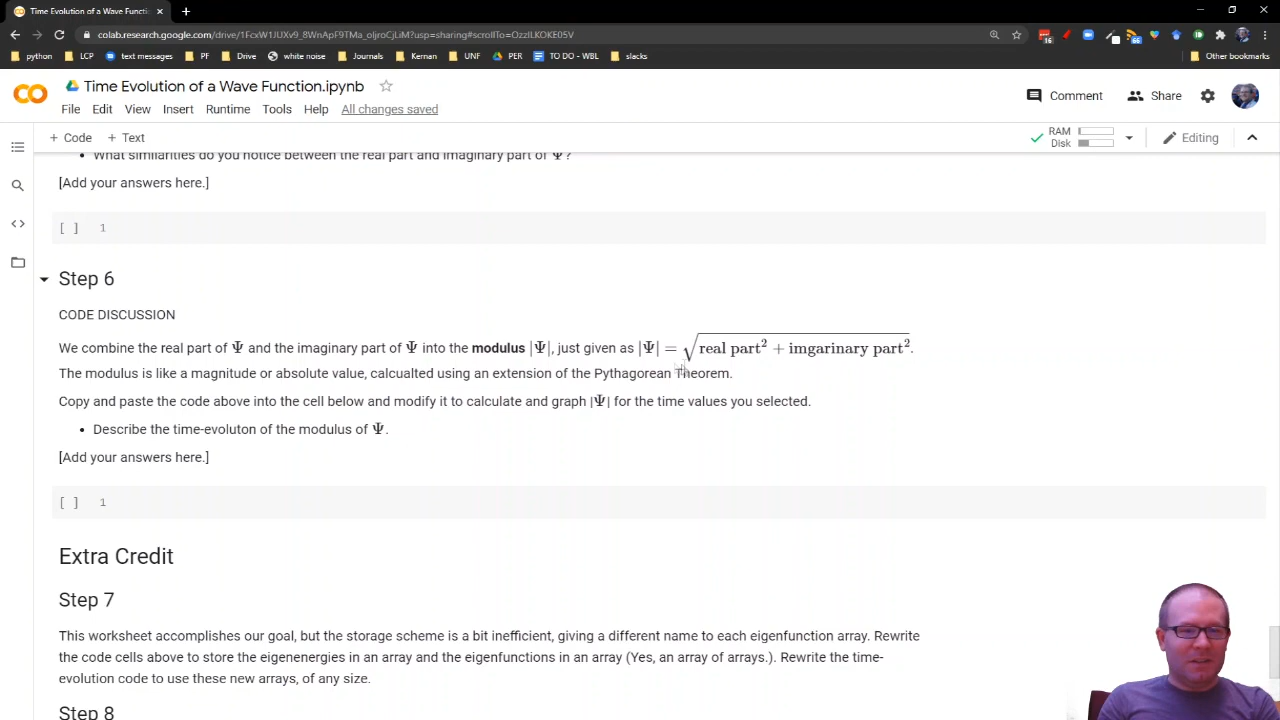 Time Evolution of a Wave Functio
colab.research.google.com/drive/1FcxW1JUXv9_8WnApF9TMa_oljroCjLiM?usp=sharing#scrollTo=OzzlLKOKE05V
python LCP text messages PF Drive white noise Journals Kernan UNC PER TO DO - WBL slacks Other bookmarks
Time Evolution of a Wave Function.ipynb
File Edit View Insert Runtime Tools Help All changes saved
Comment Share
+ Code + Text
RAM
Disk
Editing
• What similarities do you notice between the real part and imaginary part of Ψ?
[Add your answers here.]
[ ] 1
Step 6
CODE DISCUSSION
We combine the real part of Ψ and the imaginary part of Ψ into the modulus |Ψ|, just given as |Ψ| = √real part² + imgarinary part².
The modulus is like a magnitude or absolute value, calcualted using an extension of the Pythagorean Theorem.
Copy and paste the code above into the cell below and modify it to calculate and graph |Ψ| for the time values you selected.
• Describe the time-evoluton of the modulus of Ψ.
[Add your answers here.]
[ ] 1
Extra Credit
Step 7
This worksheet accomplishes our goal, but the storage scheme is a bit inefficient, giving a different name to each eigenfunction array. Rewrite
the code cells above to store the eigenenergies in an array and the eigenfunctions in an array (Yes, an array of arrays.). Rewrite the time-
evolution code to use these new arrays, of any size.
Step 8